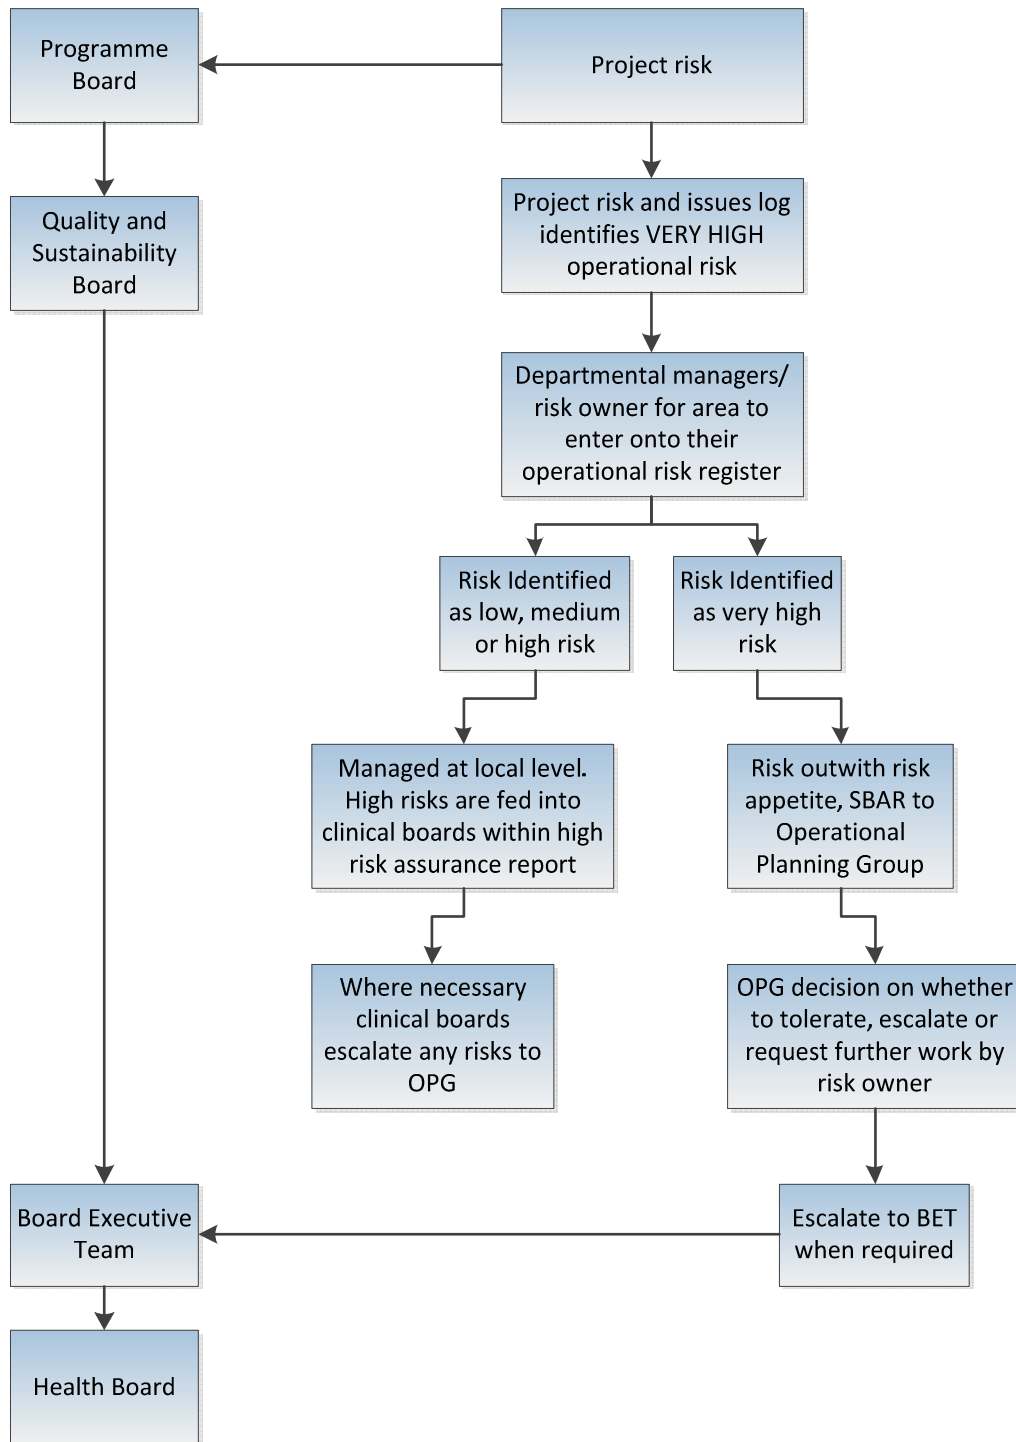 Programme
Board
Project risk
Project risk and issues log
identifies VERY HIGH
operational risk
Quality and
Sustainability
Board
Departmental managers/
risk owner for area to
enter onto their
operational risk register
Risk Identified
as low, medium
or high risk
Risk Identified
as very high
risk
Managed at local level.
High risks are fed into
clinical boards within high
risk assurance report
Risk outwith risk
appetite, SBAR to
Operational
Planning Group
Where necessary
clinical boards
escalate any risks to
OPG
OPG decision on whether
to tolerate, escalate or
request further work by
risk owner
Board Executive
Team
Escalate to BET
when required
Health Board